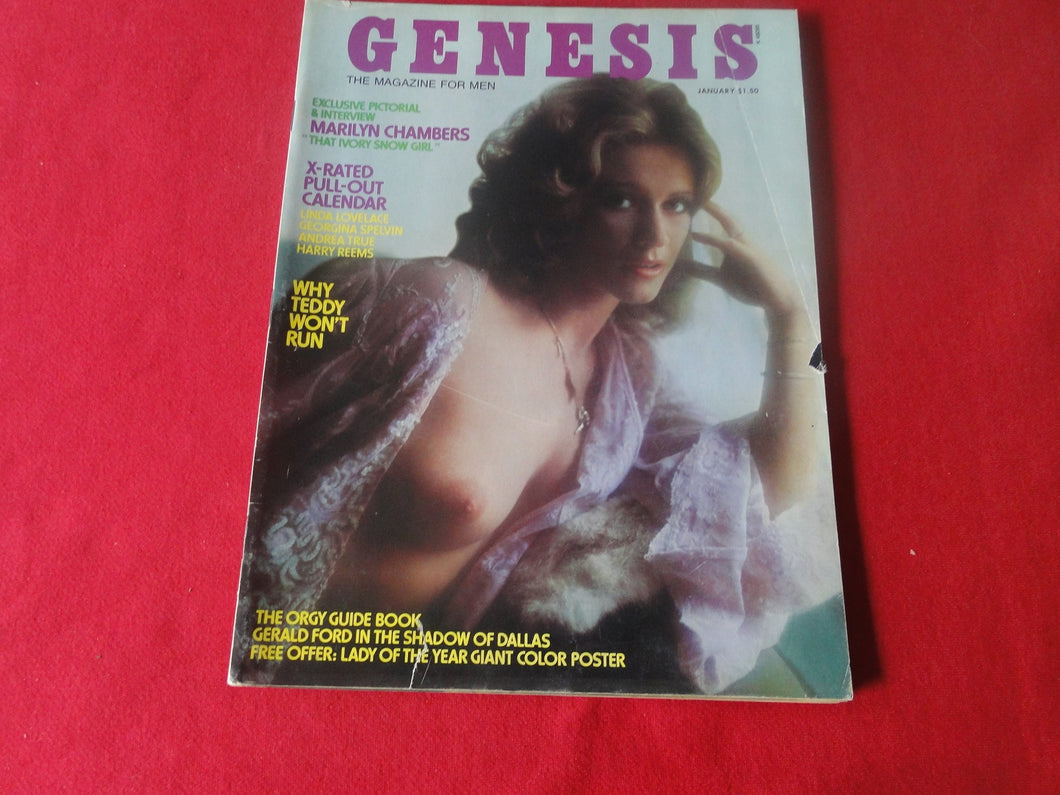 GENESIS
THE MAGAZINE FOR MEN
JANUARY $1.50
EXCLUSIVE PICTORIAL
& INTERVIEW
MARILYN CHAMBERS
"THAT IVORY SNOW GIRL"
X-RATED
PULL-OUT
CALENDAR
LINDA LOVELACE
GEORGINA SPELVIN
ANDREA TRUE
HARRY REEMS
WHY
TEDDY
WON'T
RUN
THE ORGY GUIDE BOOK
GERALD FORD IN THE SHADOW OF DALLAS
FREE OFFER: LADY OF THE YEAR GIANT COLOR POSTER